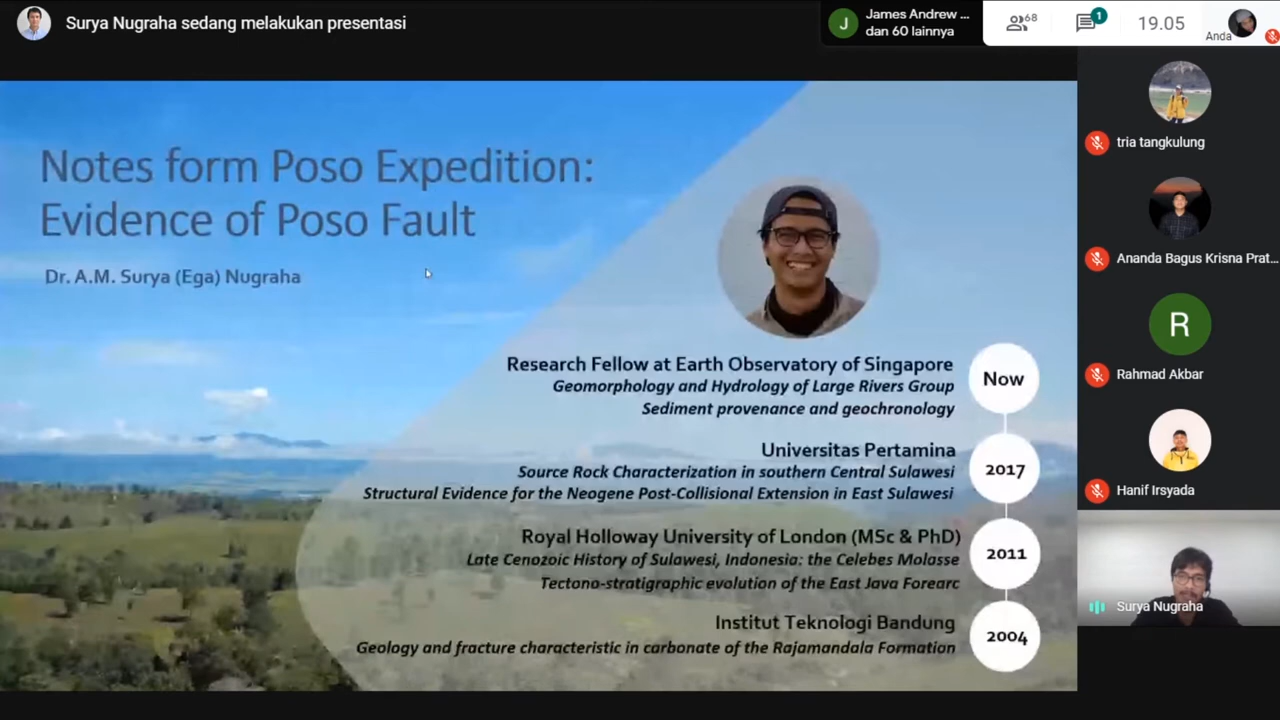 Surya Nugraha sedang melakukan presentasi
J
James Andrew ...
dan 60 lainnya
68
1
19.05
Anda
Notes form Poso Expedition:
Evidence of Poso Fault
Dr. A.M. Surya (Ega) Nugraha
Research Fellow at Earth Observatory of Singapore
Geomorphology and Hydrology of Large Rivers Group
Sediment provenance and geochronology
Now
Universitas Pertamina
Source Rock Characterization in southern Central Sulawesi
Structural Evidence for the Neogene Post-Collisional Extension in East Sulawesi
2017
Royal Holloway University of London (MSc & PhD)
Late Cenozoic History of Sulawesi, Indonesia: the Celebes Molasse
Tectono-stratigraphic evolution of the East Java Forearc
2011
Institut Teknologi Bandung
Geology and fracture characteristic in carbonate of the Rajamandala Formation
2004
tria tangkulung
Ananda Bagus Krisna Prat...
R
Rahmad Akbar
Hanif Irsyada
Surya Nugraha